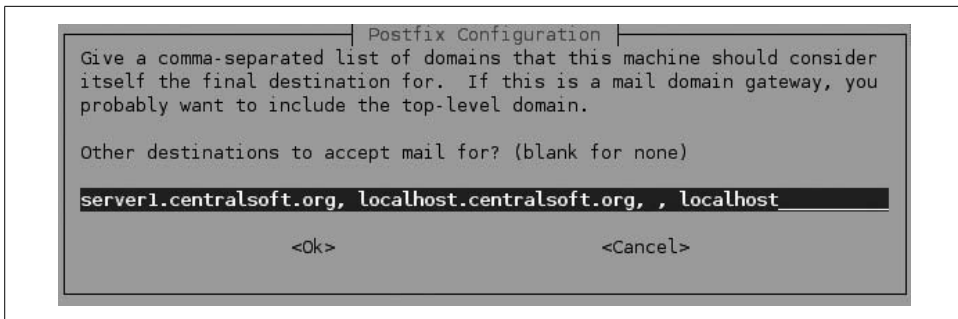 Postfix Configuration
Give a comma-separated list of domains that this machine should consider
itself the final destination for.  If this is a mail domain gateway, you
probably want to include the top-level domain.
Other destinations to accept mail for? (blank for none)
server1.centralsoft.org, localhost.centralsoft.org, , localhost
<Ok> <Cancel>